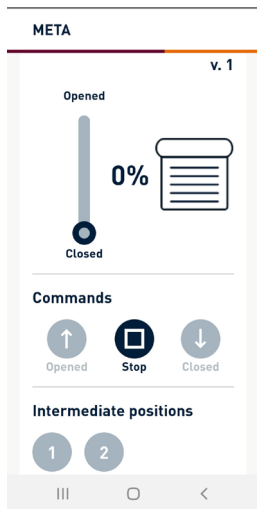 META
v. 1
Opened
0%
Closed
Commands
Opened
Stop
Closed
Intermediate positions
1
2